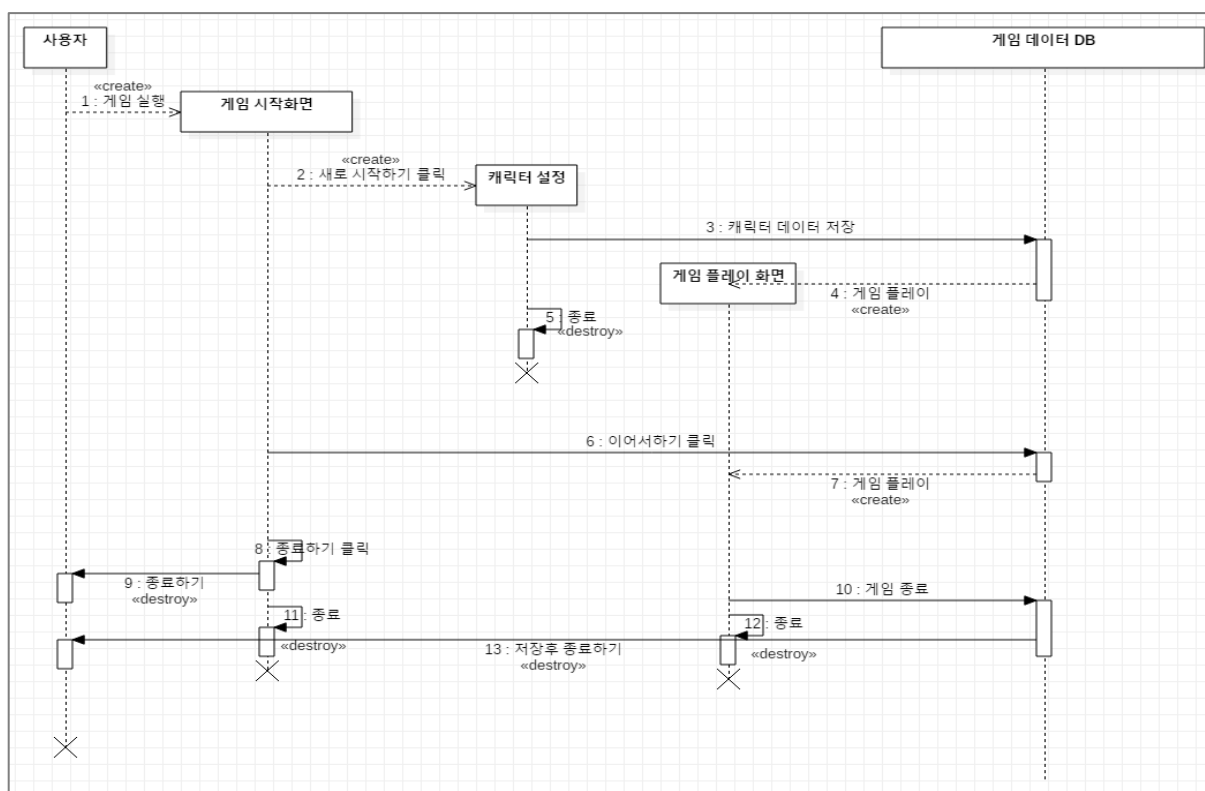 사용자
게임 데이터 DB
«create»
1 : 게임 실행
게임 시작화면
«create»
2 : 새로 시작하기 클릭
캐릭터 설정
3 : 캐릭터 데이터 저장
게임 플레이 화면
4 : 게임 플레이
«create»
5 : 종료
«destroy»
6 : 이어서하기 클릭
7 : 게임 플레이
«create»
8 : 종료하기 클릭
9 : 종료하기
«destroy»
10 : 게임 종료
11 : 종료
«destroy»
12 : 종료
«destroy»
13 : 저장후 종료하기
«destroy»